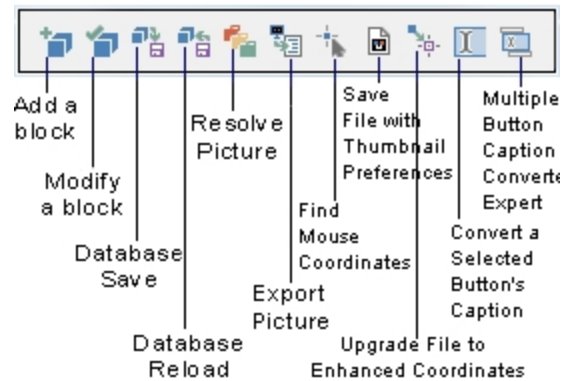 Add a
block
Modify
a block
Database
Save
Database
Reload
Resolve
Picture
Export
Picture
Find
Mouse
Coordinates
Save
File with
Thumbnail
Preferences
Upgrade File to
Enhanced Coordinates
Convert a
Selected
Button's
Caption
Multiple
Button
Caption
Converte
Expert